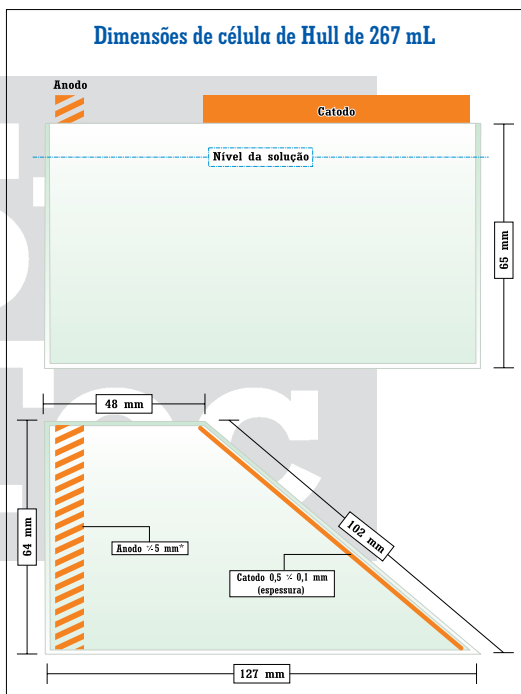 Dimensões de célula de Hull de 267 mL
Anodo
Catodo
Nível da solução
65 mm
48 mm
64 mm
102 mm
Anodo ⁒5 mm*
Catodo 0,5 ⁒ 0,1 mm
(espessura)
127 mm